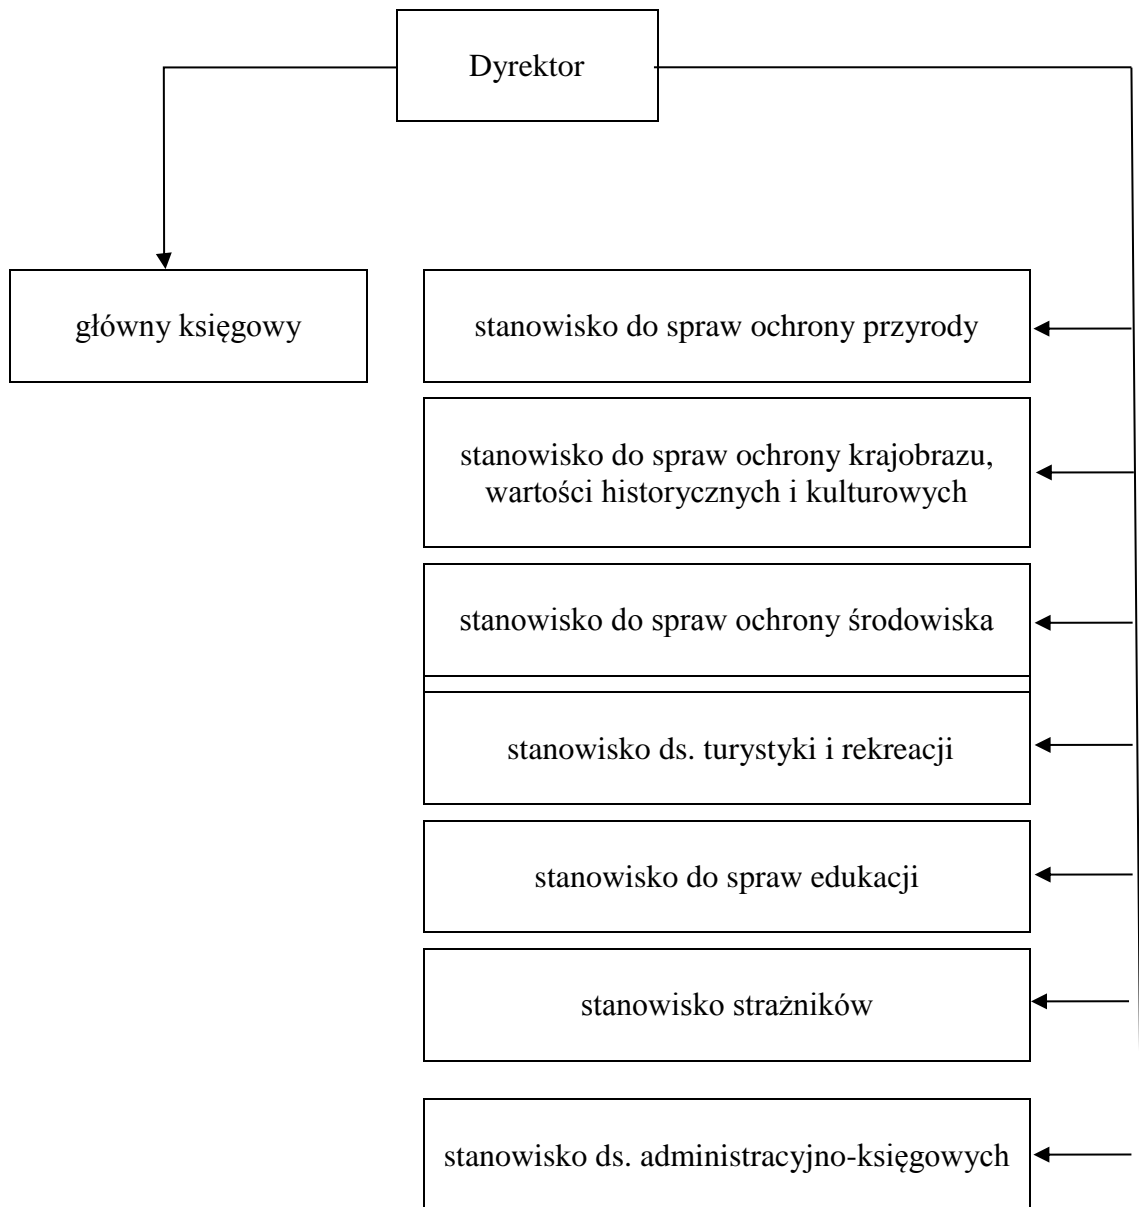 Dyrektor
główny księgowy
stanowisko do spraw ochrony przyrody
stanowisko do spraw ochrony krajobrazu,
wartości historycznych i kulturowych
stanowisko do spraw ochrony środowiska
stanowisko ds. turystyki i rekreacji
stanowisko do spraw edukacji
stanowisko strażników
stanowisko ds. administracyjno-księgowych